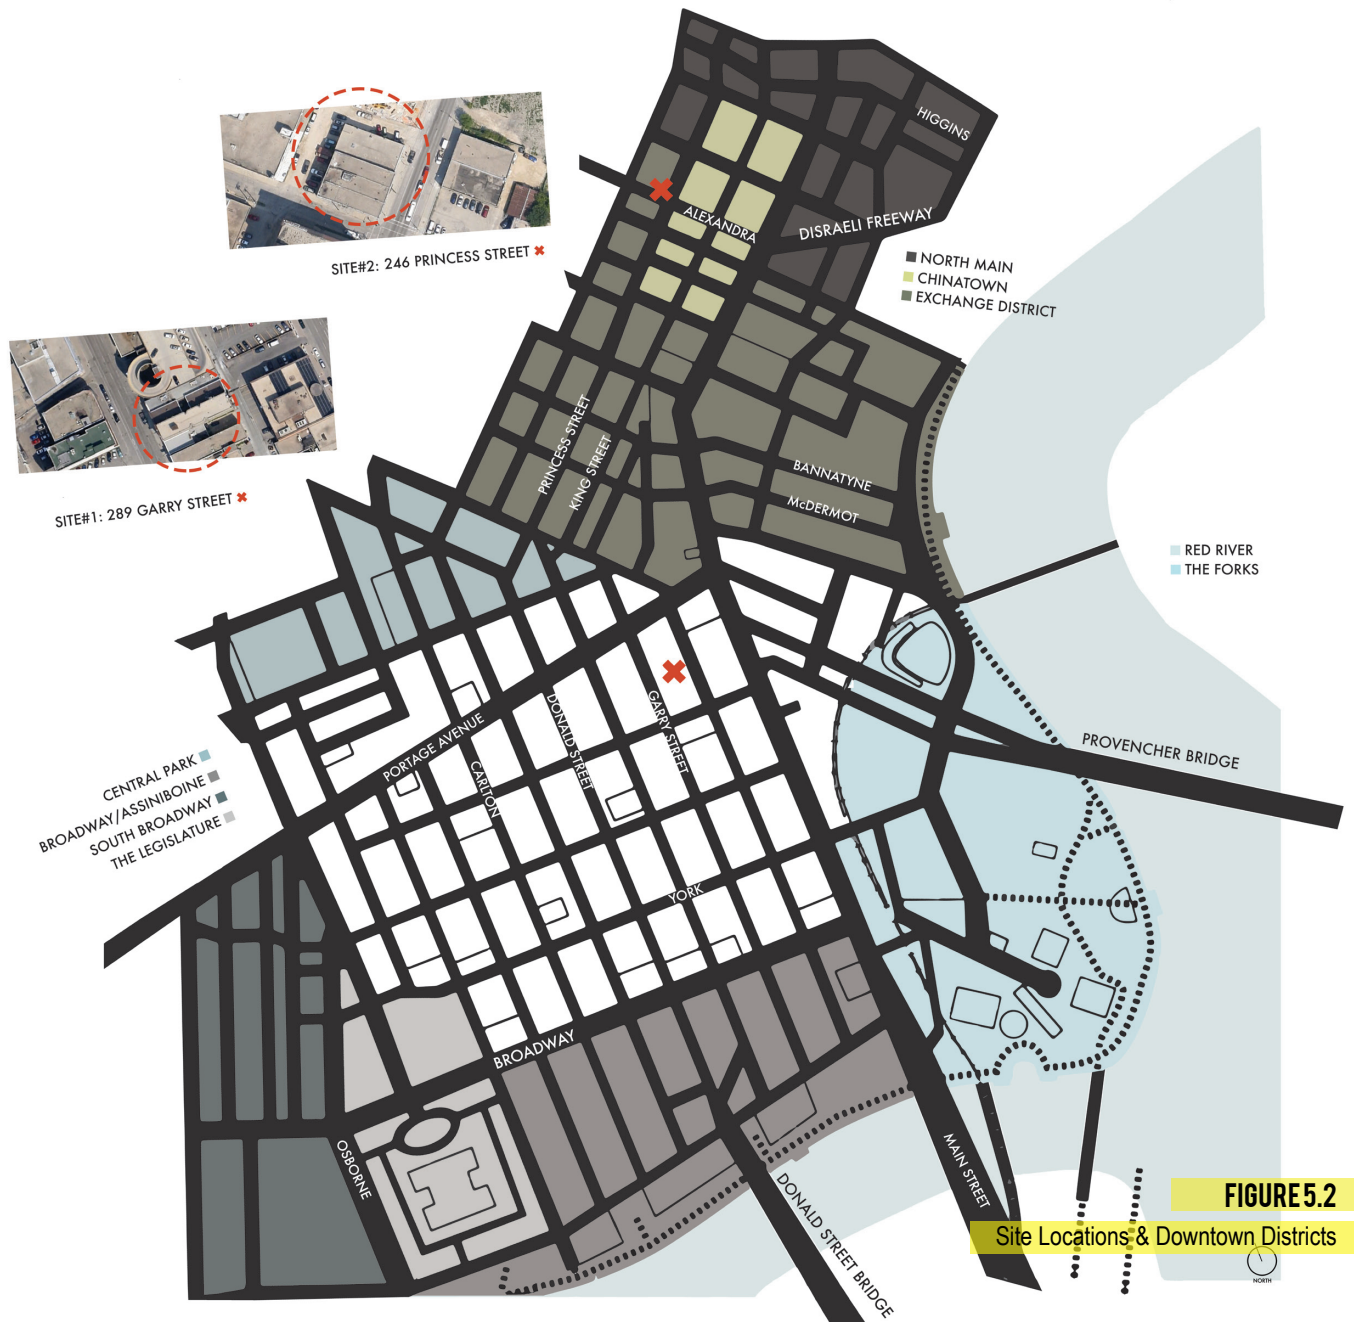 HIGGINS
ALEXANDRA
DISRAELI FREEWAY
SITE#2: 246 PRINCESS STREET ✖
NORTH MAIN
CHINATOWN
EXCHANGE DISTRICT
SITE#1: 289 GARRY STREET ✖
PRINCESS STREET
KING STREET
BANNATYNE
McDERMOT
RED RIVER
THE FORKS
PORTAGE AVENUE
CARLTON
DONALD STREET
GARRY STREET
PROVENCHER BRIDGE
CENTRAL PARK
BROADWAY/ASSINIBOINE
SOUTH BROADWAY
THE LEGISLATURE
YORK
BROADWAY
OSBORNE
MAIN STREET
DONALD STREET BRIDGE
FIGURE 5.2
Site Locations & Downtown Districts
NORTH